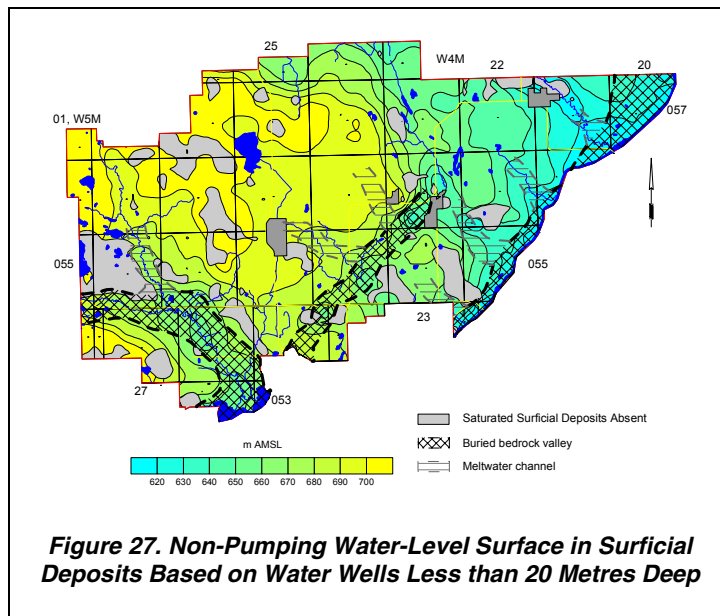 25
W4M
22
20
01, W5M
057
055
055
23
27
053
Saturated Surficial Deposits Absent
m AMSL
Buried bedrock valley
Meltwater channel
620 630 640 650 660 670 680 690 700
Figure 27. Non-Pumping Water-Level Surface in Surficial
Deposits Based on Water Wells Less than 20 Metres Deep